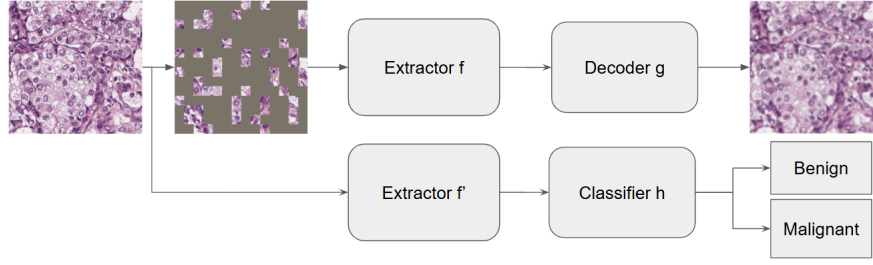 Extractor f
Decoder g
Extractor f'
Classifier h
Benign
Malignant